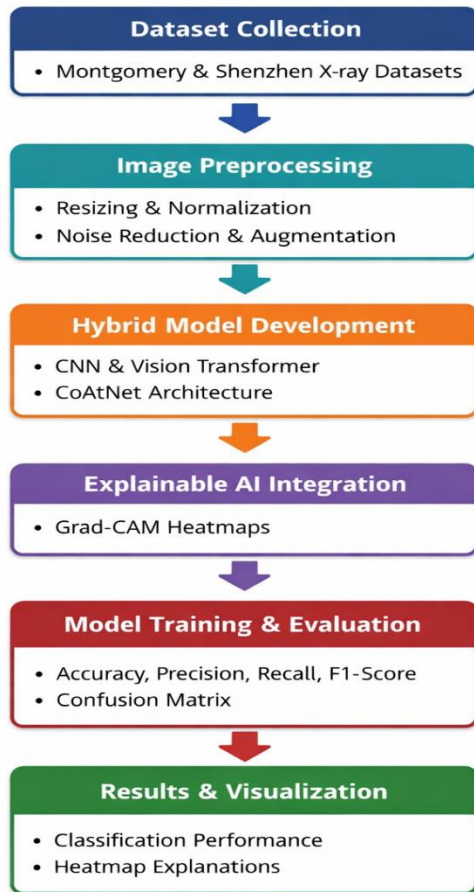 Dataset Collection
• Montgomery & Shenzhen X-ray Datasets
Image Preprocessing
• Resizing & Normalization
• Noise Reduction & Augmentation
Hybrid Model Development
• CNN & Vision Transformer
• CoAtNet Architecture
Explainable AI Integration
• Grad-CAM Heatmaps
Model Training & Evaluation
• Accuracy, Precision, Recall, F1-Score
• Confusion Matrix
Results & Visualization
• Classification Performance
• Heatmap Explanations